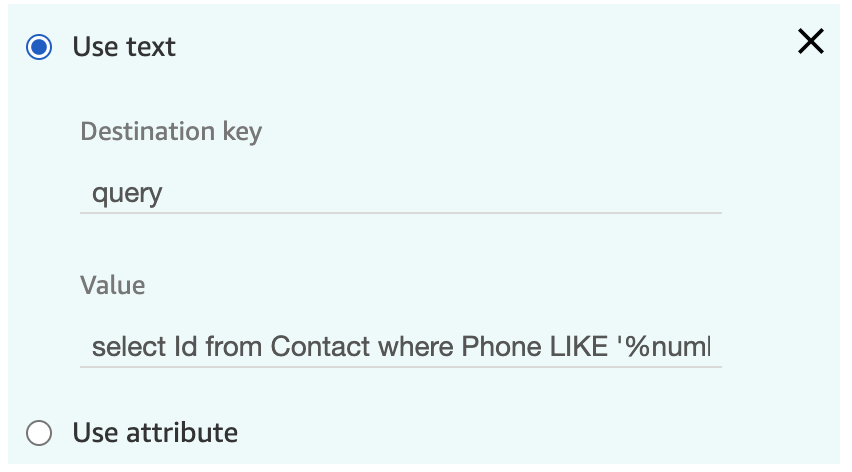 Use text
Destination key
query
Value
select Id from Contact where Phone LIKE '%numl
Use attribute